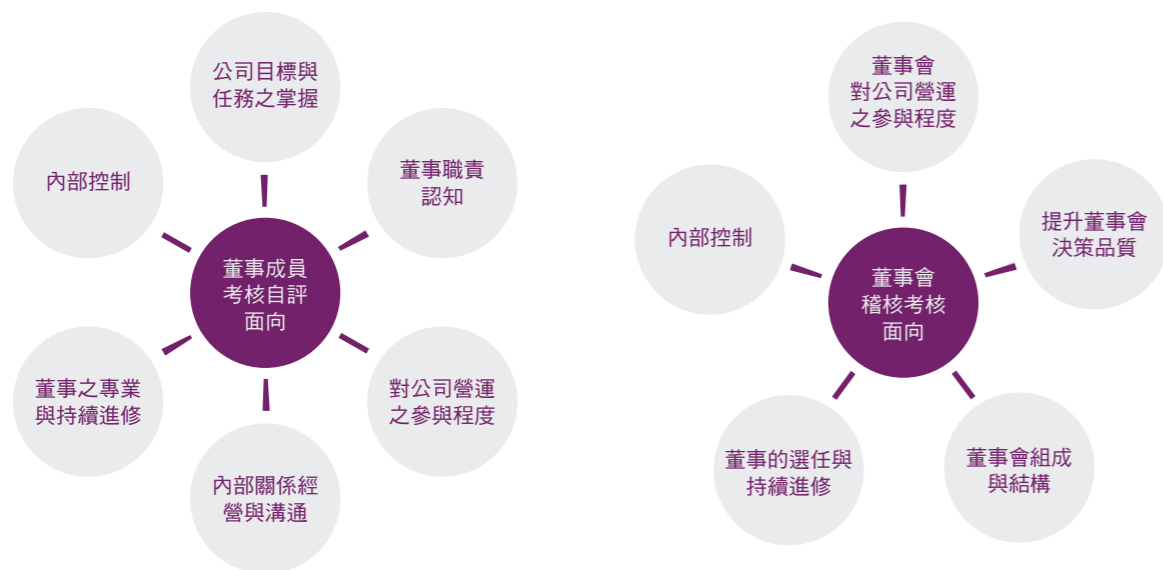 公司目標與
任務之掌握
董事職責
認知
對公司營運
之參與程度
內部關係經
營與溝通
董事之專業
與持續進修
內部控制
董事成員
考核自評
面向
董事會
對公司營運
之參與程度
提升董事會
決策品質
董事會組成
與結構
董事的選任與
持續進修
內部控制
董事會
稽核考核
面向